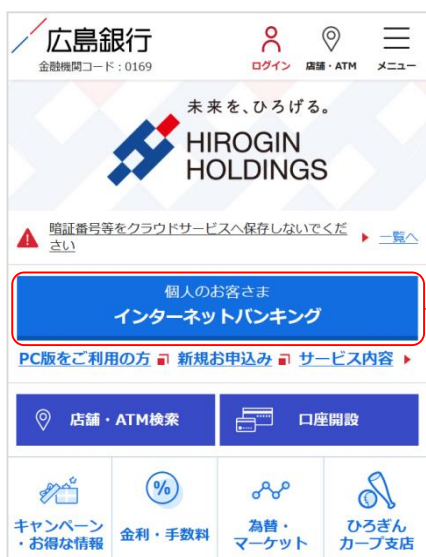 広島銀行
金融機関コード:0169
ログイン
店舗・ATM
メニュー
未来を、ひろげる。
HIROGIN
HOLDINGS
暗証番号等をクラウドサービスへ保存しないでくだ
さい
一覧へ
個人のお客さま
インターネットバンキング
PC版をご利用の方 新規お申込み サービス内容
店舗・ATM検索
口座開設
キャンペーン
・お得な情報
金利・手数料
為替・
マーケット
ひろぎん
カープ支店